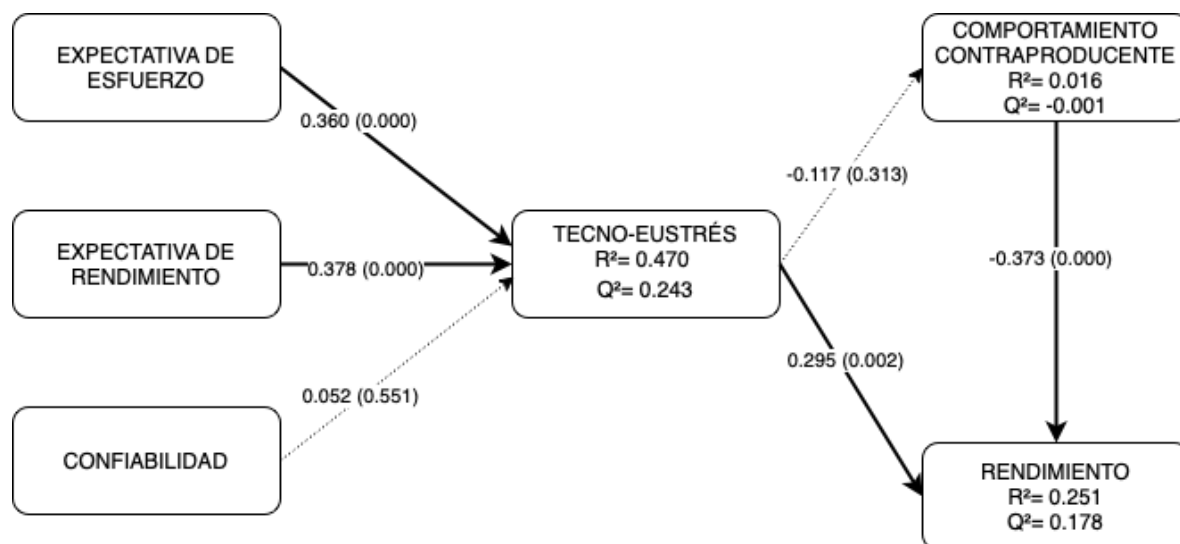 EXPECTATIVA DE
ESFUERZO
0.360 (0.000)
EXPECTATIVA DE
RENDIMIENTO
0.378 (0.000)
CONFIABILIDAD
0.052 (0.551)
TECNO-EUSTRÉS
R²= 0.470
Q²= 0.243
-0.117 (0.313)
0.295 (0.002)
COMPORTAMIENTO
CONTRAPRODUCENTE
R²= 0.016
Q²= -0.001
-0.373 (0.000)
RENDIMIENTO
R²= 0.251
Q²= 0.178